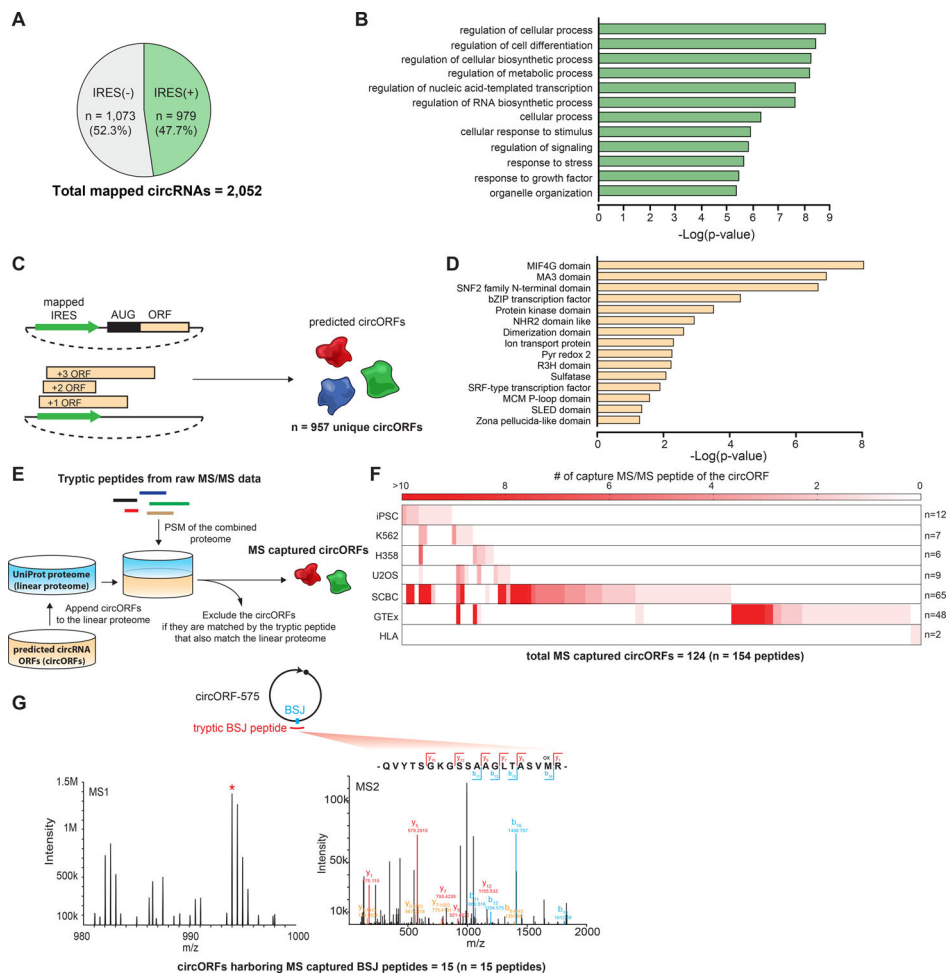 A
IRES(-)
n = 1,073
(52.3%)
IRES(+)
n = 979
(47.7%)
Total mapped circRNAs = 2,052
B
regulation of cellular process
regulation of cell differentiation
regulation of cellular biosynthetic process
regulation of metabolic process
regulation of nucleic acid-templated transcription
regulation of RNA biosynthetic process
cellular process
cellular response to stimulus
regulation of signaling
response to stress
response to growth factor
organelle organization
0 1 2 3 4 5 6 7 8 9
-Log(p-value)
C
mapped
IRES
AUG
ORF
+3 ORF
+2 ORF
+1 ORF
predicted circORFs
n = 957 unique circORFs
D
MIF4G domain
MA3 domain
SNF2 family N-terminal domain
bZIP transcription factor
Protein kinase domain
NHR2 domain like
Dimerization domain
Ion transport protein
Pyr redox 2
R3H domain
Sulfatase
SRF-type transcription factor
MCM P-loop domain
SLED domain
Zona pellucida-like domain
0 2 4 6 8
-Log(p-value)
E
Tryptic peptides from raw MS/MS data
PSM of the combined
proteome
UniProt proteome
(linear proteome)
Append circORFs
to the linear proteome
predicted circRNA
ORFs (circORFs)
MS captured circORFs
Exclude the circORFs
if they are matched by the tryptic peptide
that also match the linear proteome
F
# of capture MS/MS peptide of the circORF
>10 8 6 4 2 0
iPSC n=12
K562 n=7
H358 n=6
U2OS n=9
SCBC n=65
GTEx n=48
HLA n=2
total MS captured circORFs = 124 (n = 154 peptides)
G
circORF-575
BSJ
tryptic BSJ peptide
ox
-QVYTSGKGSSAAGLTASVMR-
MS1
*
1.5M
1M
500k
100k
Intensity
980 990 1000
m/z
MS2
100k
50k
0
Intensity
500 1000 1500 2000
m/z
circORFs harboring MS captured BSJ peptides = 15 (n = 15 peptides)